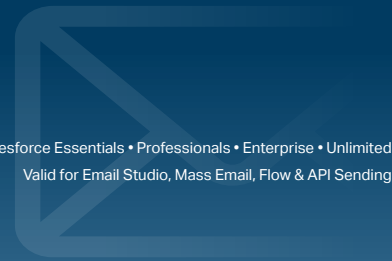 esforce Essentials • Professionals • Enterprise • Unlimited
Valid for Email Studio, Mass Email, Flow & API Sending